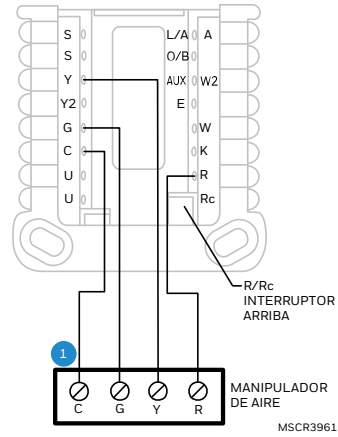 S L/A A
S O/B
Y AUX W2
Y2 E
G W
C K
U R
U Rc
R/Rc
INTERRUPTOR
ARRIBA
1
C G Y R
MANIPULADOR
DE AIRE
MSCR3961